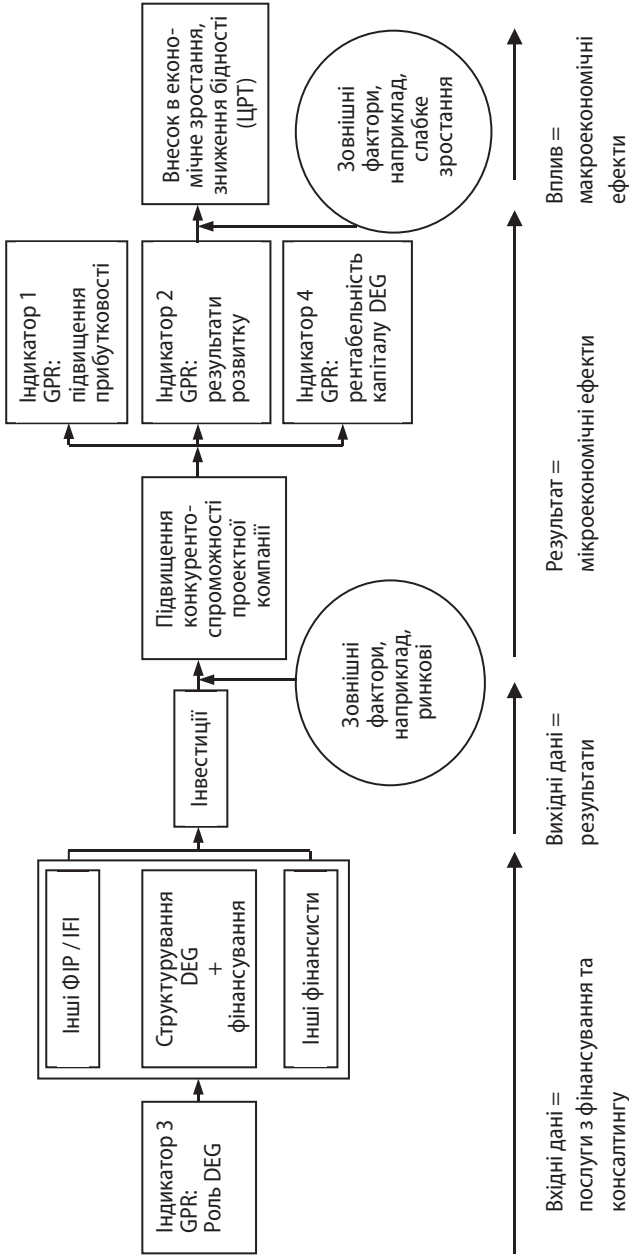 Індикатор 3
GPR:
Роль DEG
Інші ФІР / IFI
Структурування
DEG
+
фінансування
Інші фінансисти
Інвестиції
Зовнішні
фактори,
наприклад,
ринкові
Підвищення
конкуренто-
спроможності
проектної
компанії
Індикатор 1
GPR:
підвищення
прибутковості
Індикатор 2
GPR:
результати
розвитку
Індикатор 4
GPR:
рентабельність
капіталу DEG
Внесок в еконо-
мічне зростання,
зниження бідності
(ЦРТ)
Зовнішні
фактори,
наприклад,
слабке
зростання
Вхідні дані =
послуги з фінансування та
консалтингу
Вихідні дані =
результати
Результат =
мікроекономічні ефекти
Вплив =
макроекономічні
ефекти